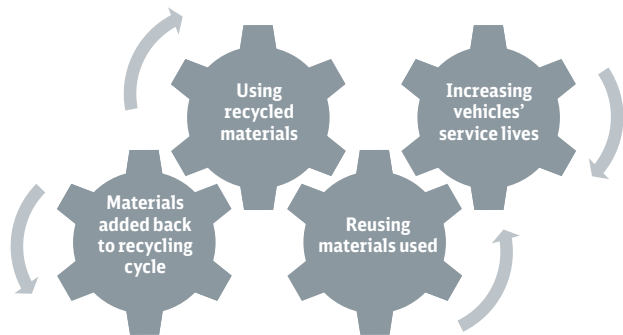 Using
recycled
materials
Increasing
vehicles’
service lives
Materials
added back
to recycling
cycle
Reusing
materials used